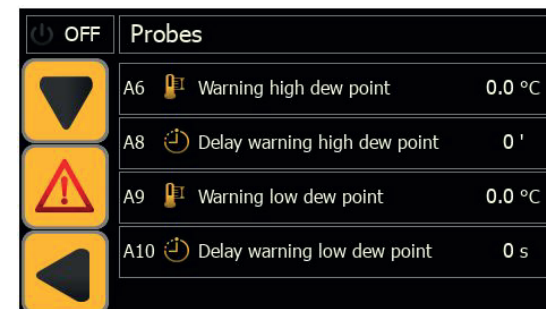 OFF Probes
A6 Warning high dew point 0.0 °C
A8 Delay warning high dew point 0 '
A9 Warning low dew point 0.0 °C
A10 Delay warning low dew point 0 s